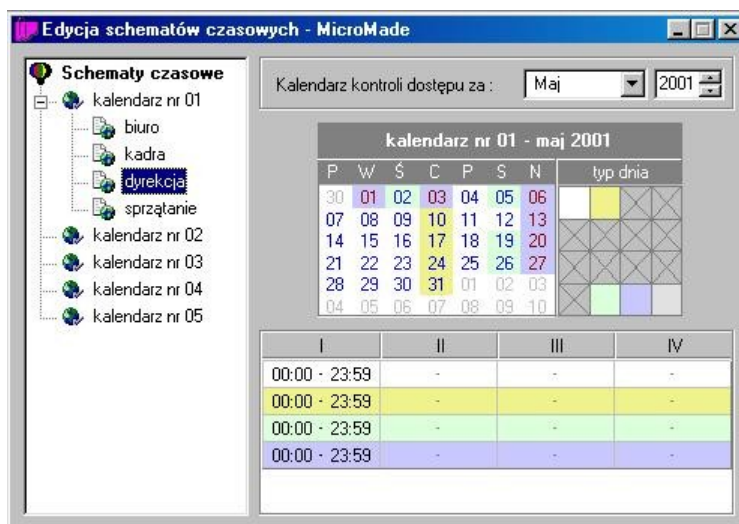 Edycja schematów czasowych - MicroMade
Schematy czasowe
kalendarz nr 01
biuro
kadra
dyrekcja
sprzątanie
kalendarz nr 02
kalendarz nr 03
kalendarz nr 04
kalendarz nr 05
Kalendarz kontroli dostępu za : Maj 2001
kalendarz nr 01 - maj 2001
P W Ś C P S N typ dnia
30 01 02 03 04 05 06
07 08 09 10 11 12 13
14 15 16 17 18 19 20
21 22 23 24 25 26 27
28 29 30 31 01 02 03
04 05 06 07 08 09 10
I II III IV
00:00 - 23:59 - - -
00:00 - 23:59 - - -
00:00 - 23:59 - - -
00:00 - 23:59 - - -